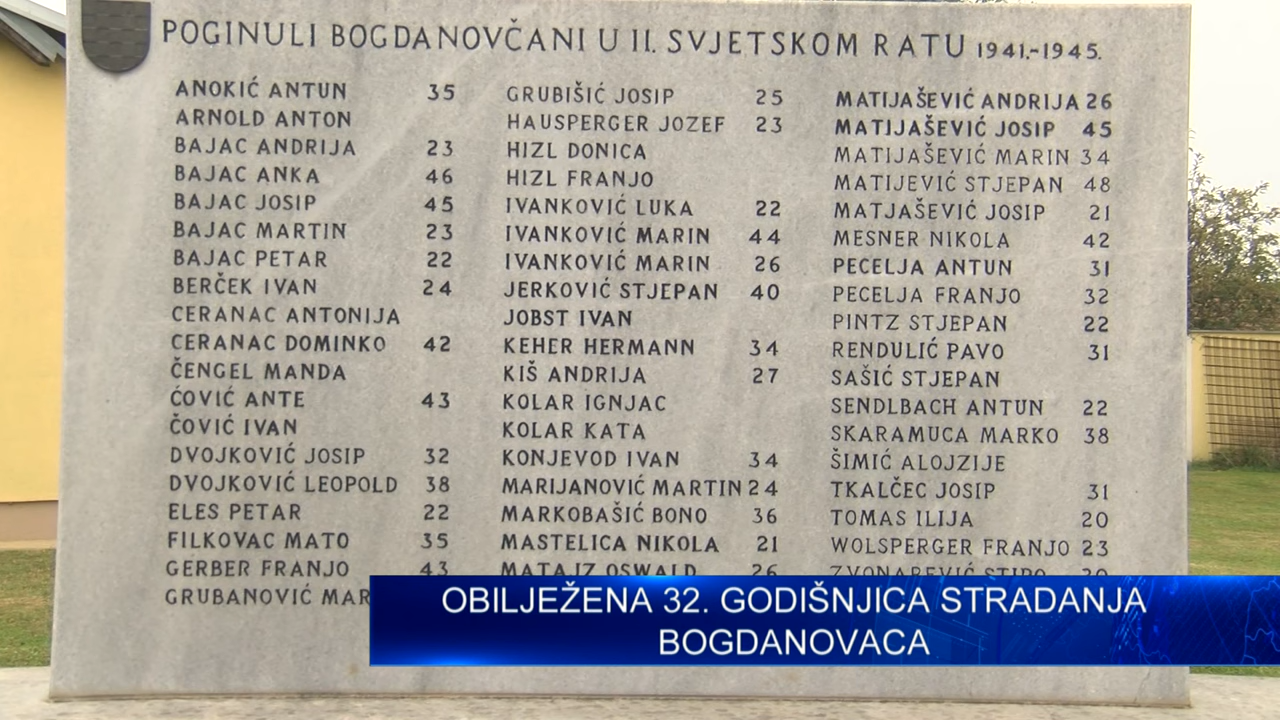 POGINULI BOGDANOVČANI U II. SVJETSKOM RATU 1941.-1945.
ANOKIĆ ANTUN 35
ARNOLD ANTON
BAJAC ANDRIJA 23
BAJAC ANKA 46
BAJAC JOSIP 45
BAJAC MARTIN 23
BAJAC PETAR 22
BERČEK IVAN 24
CERANAC ANTONIJA
CERANAC DOMINKO 42
ČENGEL MANDA
ĆOVIĆ ANTE 43
ČOVIĆ IVAN
DVOJKOVIĆ JOSIP 32
DVOJKOVIĆ LEOPOLD 38
ELES PETAR 22
FILKOVAC MATO 35
GERBER FRANJO 43
GRUBANOVIĆ MAR
GRUBIŠIĆ JOSIP 25
HAUSPERGER JOZEF 23
HIZL DONICA
HIZL FRANJO
IVANKOVIĆ LUKA 22
IVANKOVIĆ MARIN 44
IVANKOVIĆ MARIN 26
JERKOVIĆ STJEPAN 40
JOBST IVAN
KEHER HERMANN 34
KIŠ ANDRIJA 27
KOLAR IGNJAC
KOLAR KATA
KONJEVOD IVAN 34
MARIJANOVIĆ MARTIN 24
MARKOBAŠIĆ BONO 36
MASTELICA NIKOLA 21
MATAJZ OSWALD 26
MATIJAŠEVIĆ ANDRIJA 26
MATIJAŠEVIĆ JOSIP 45
MATIJAŠEVIĆ MARIN 34
MATIJEVIĆ STJEPAN 48
MATJAŠEVIĆ JOSIP 21
MESNER NIKOLA 42
PECELJA ANTUN 31
PECELJA FRANJO 32
PINTZ STJEPAN 22
RENDULIĆ PAVO 31
SAŠIĆ STJEPAN
SENDLBACH ANTUN 22
SKARAMUCA MARKO 38
ŠIMIĆ ALOJZIJE
TKALČEC JOSIP 31
TOMAS ILIJA 20
WOLSPERGER FRANJO 23
ZVONAREVIĆ STIPO
OBILJEŽENA 32. GODIŠNJICA STRADANJA
BOGDANOVACA